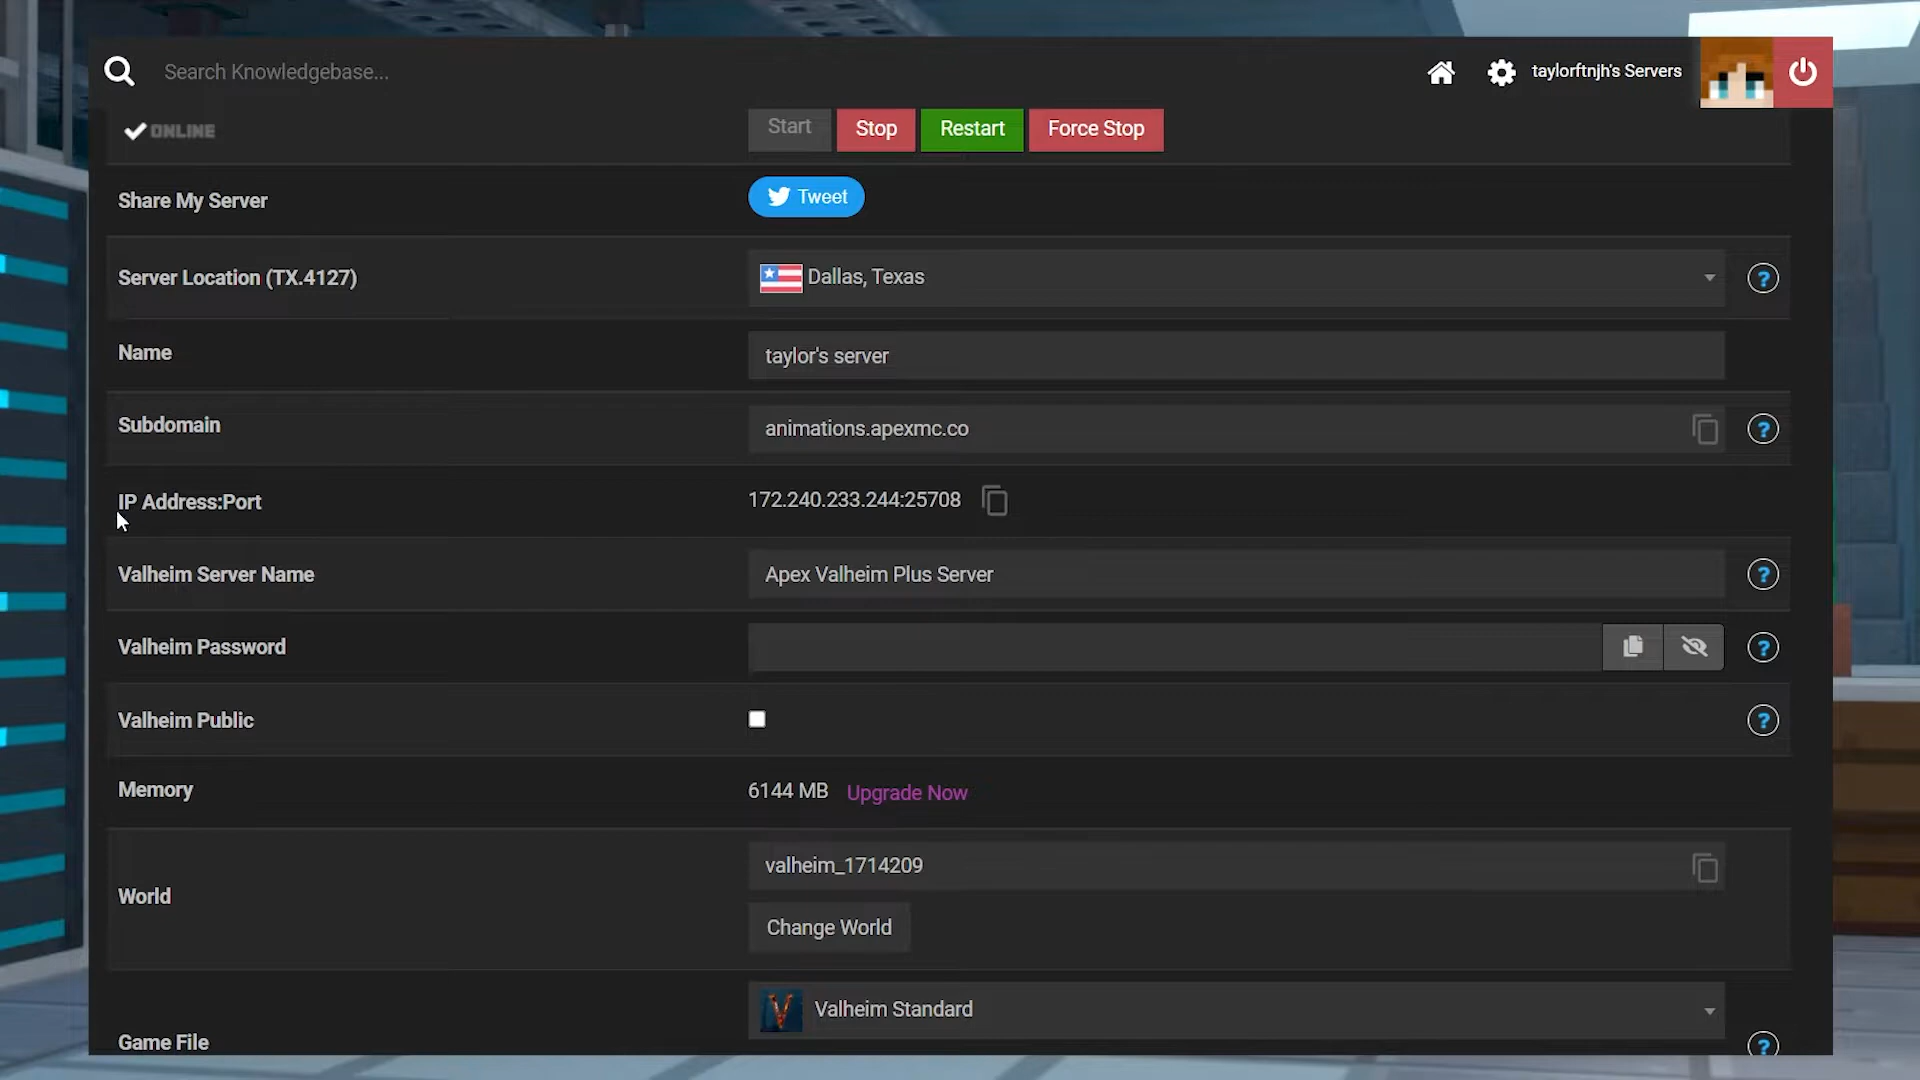 Search Knowledgebase...
taylorftnjh's Servers
ONLINE
Start
Stop
Restart
Force Stop
Share My Server
Tweet
Server Location (TX.4127)
Dallas, Texas
?
Name
taylor's server
Subdomain
animations.apexmc.co
?
IP Address:Port
172.240.233.244:25708
Valheim Server Name
Apex Valheim Plus Server
?
Valheim Password
?
Valheim Public
?
Memory
6144 MB Upgrade Now
World
valheim_1714209
Change World
Game File
Valheim Standard
?